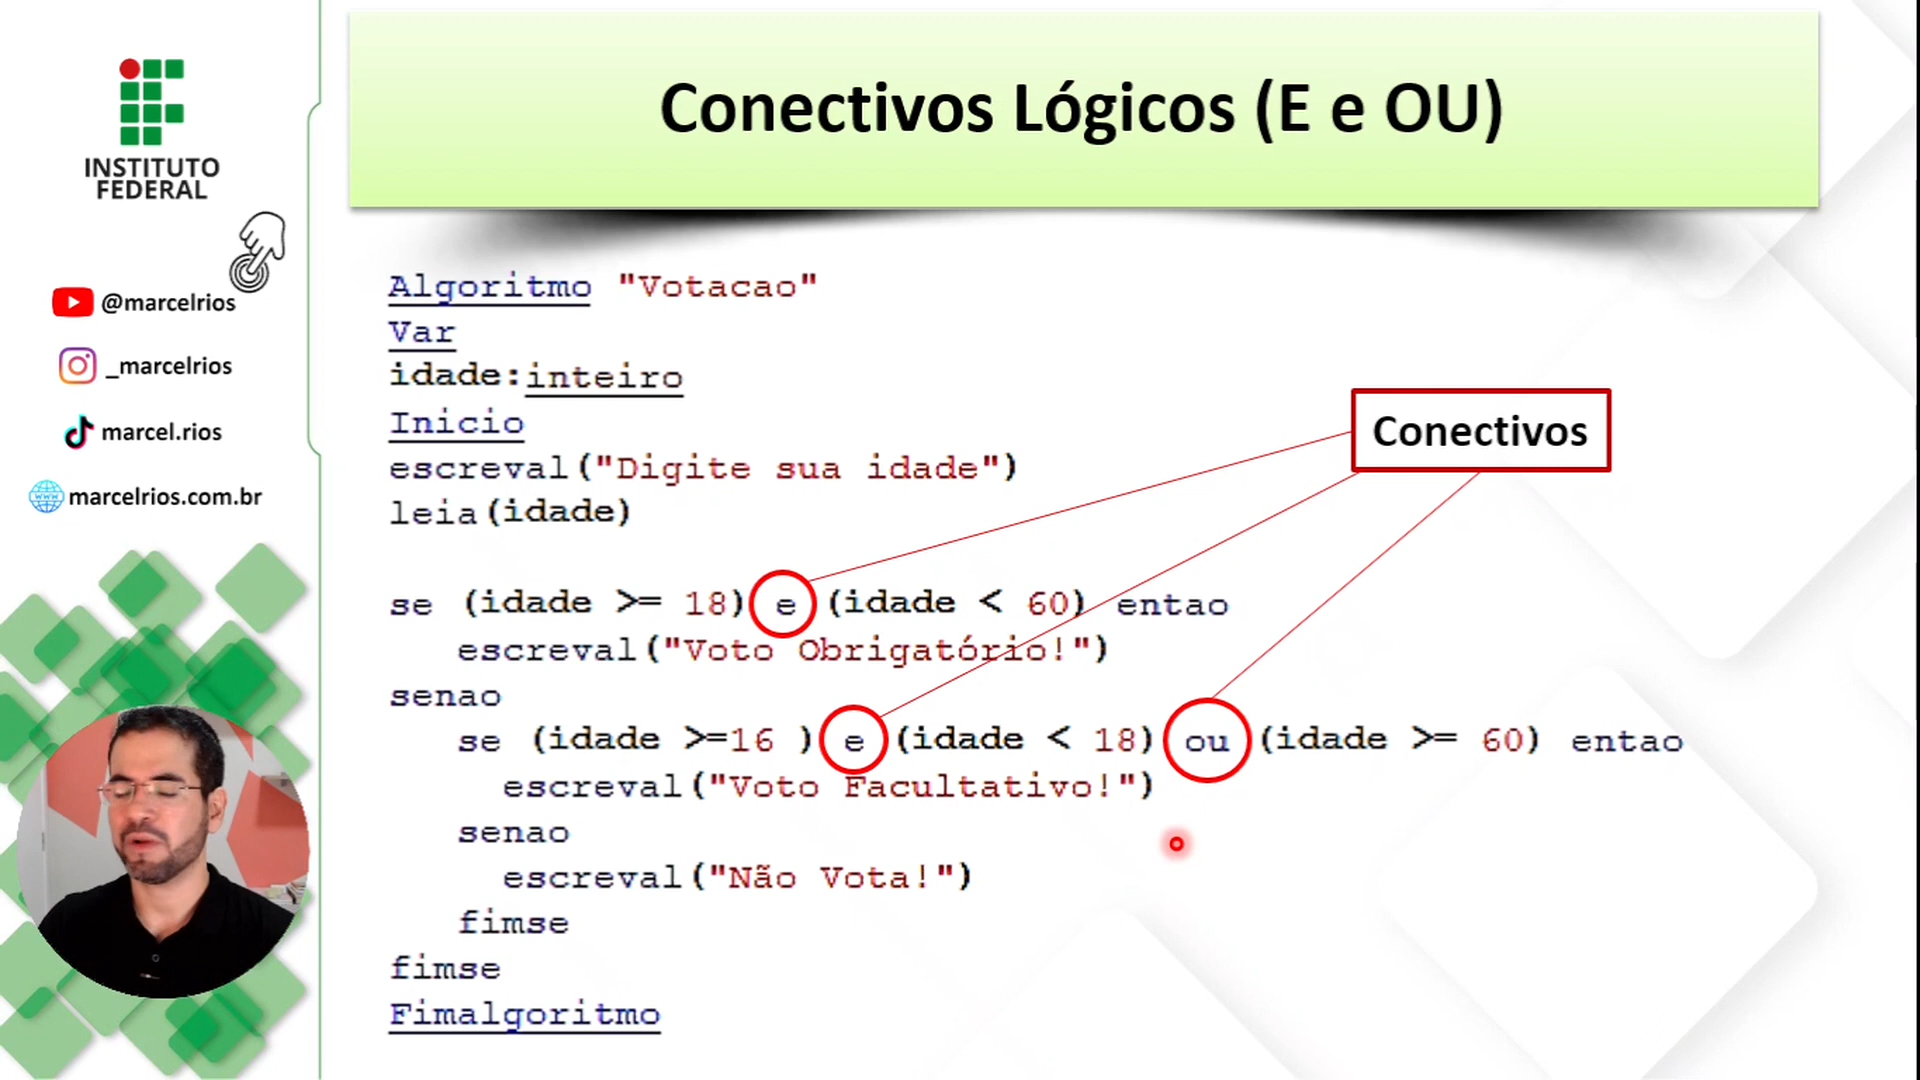 Conectivos Lógicos (E e OU)
INSTITUTO
FEDERAL
@marcelrios
_marcelrios
marcel.rios
www
marcelrios.com.br
Algoritmo "Votacao"
Var
idade:inteiro
Inicio
escreval("Digite sua idade")
leia(idade)
Conectivos
se (idade >= 18) e (idade < 60) entao
escreval("Voto Obrigatório!")
senao
se (idade >=16 ) e (idade < 18) ou (idade >= 60) entao
escreval("Voto Facultativo!")
senao
escreval("Não Vota!")
fimse
fimse
Fimalgoritmo